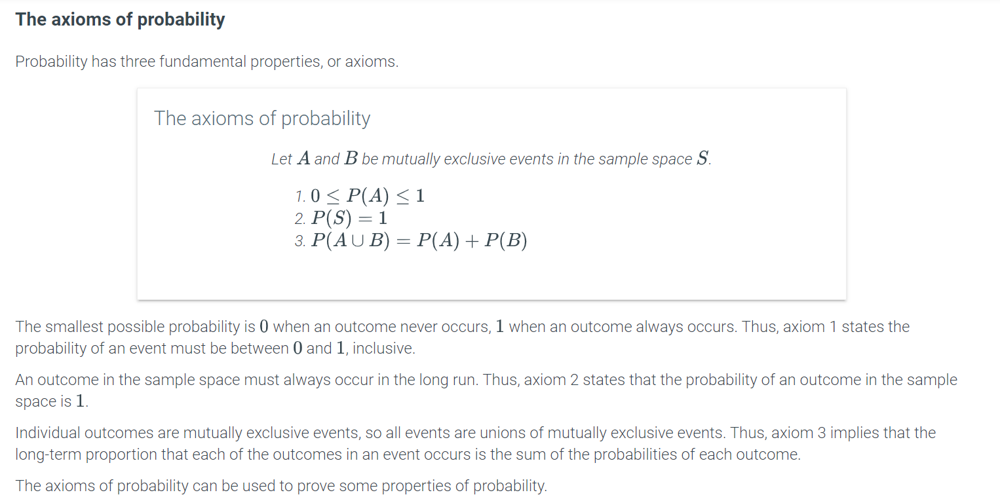 The axioms of probability
Probability has three fundamental properties, or axioms.
The axioms of probability
Let A and B be mutually exclusive events in the sample space S.
1. 0 ≤ P(A) ≤ 1
2. P(S) = 1
3. P(A ∪ B) = P(A) + P(B)
The smallest possible probability is 0 when an outcome never occurs, 1 when an outcome always occurs. Thus, axiom 1 states the
probability of an event must be between 0 and 1, inclusive.
An outcome in the sample space must always occur in the long run. Thus, axiom 2 states that the probability of an outcome in the sample
space is 1.
Individual outcomes are mutually exclusive events, so all events are unions of mutually exclusive events. Thus, axiom 3 implies that the
long-term proportion that each of the outcomes in an event occurs is the sum of the probabilities of each outcome.
The axioms of probability can be used to prove some properties of probability.